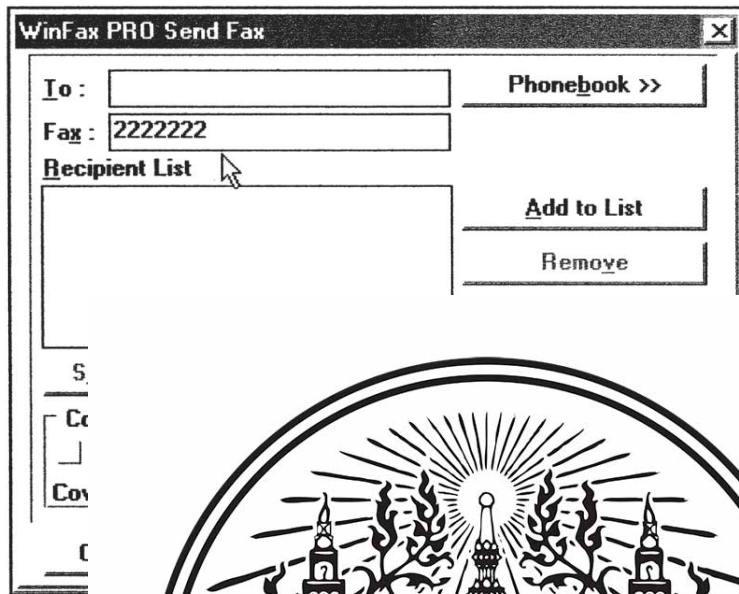 WinFax PRO Send Fax
To :
Phonebook >>
Fax : 2222222
Recipient List
Add to List
Remove